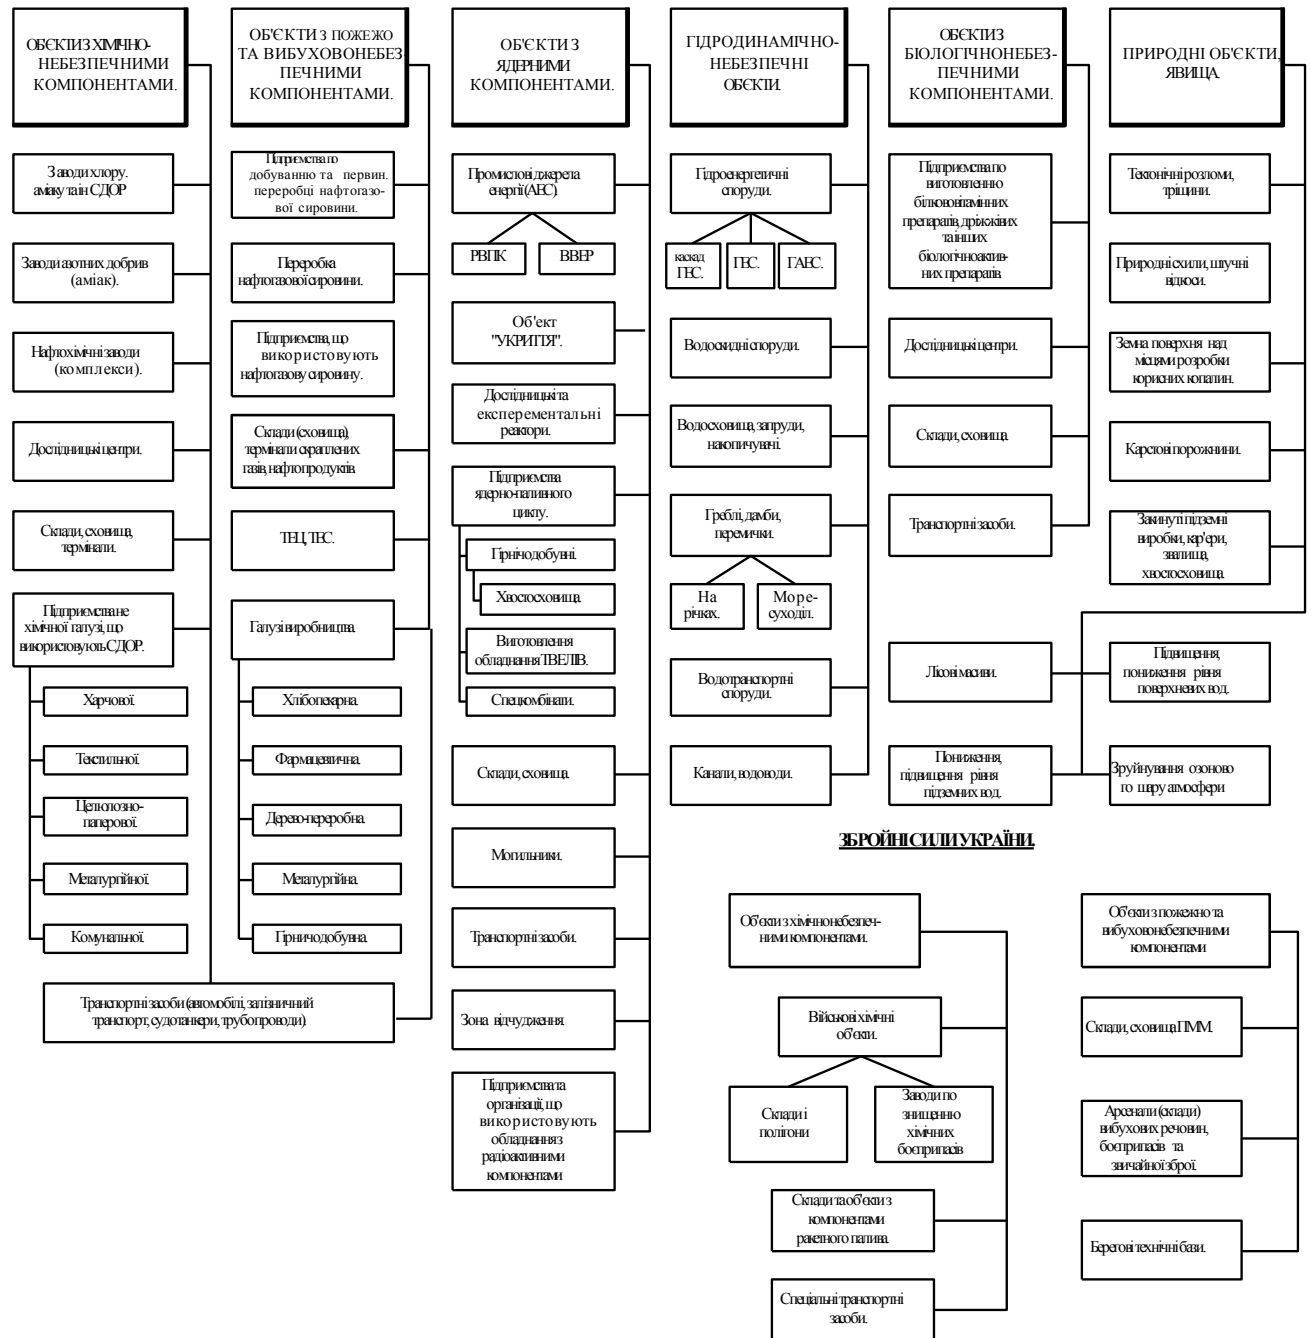 ОБ'ЄКТИ З ХІМІЧНО-
НЕБЕЗПЕЧНИМИ
КОМПОНЕНТАМИ.
Заводи хлору.
аміаку та ін СДОР
Заводи азотних добрив
(аміак).
Нафтохімічні заводи
(комплекси).
Дослідницькі центри.
Склади, сховища,
термінали.
Підприємства не
хімічної галузі, що
використовують СДОР.
Харчової.
Текстильної.
Целюлозно-
паперової.
Металургійної.
Комунальної.
ОБ'ЄКТИ З ПОЖЕЖО
ТА ВИБУХОВОНЕБЕЗ-
ПЕЧНИМИ
КОМПОНЕНТАМИ.
Підприємства по
добуванню та первин.
переробці нафтогазо-
вої сировини.
Переробка
нафтогазової сировини.
Підприємства, що
використовують
нафтогазову сировину.
Склади (сховища),
термінали скраплених
газів, нафтопродуктів.
ТЕЦ, ТЕС.
Галузі виробництва.
Хлібопекарна.
Фармацевтична.
Дерево-переробна.
Металургійна.
Гірничодобувна.
Транспортні засоби (автомобілі, залізничний
транспорт, судотанкери, трубопроводи)
ОБ'ЄКТИ З
ЯДЕРНИМИ
КОМПОНЕНТАМИ.
Промислові джерела
енергії (АЕС).
РВПК
ВВЕР
Об'ект
"УКРИТТЯ".
Дослідницькі та
експерементальні
реактори.
Підприємства
ядерно-паливного
циклу.
Гірнічодобувні.
Хвостосховища.
Виготовлення
обладнання ТВЕЛІВ.
Спецкомбінати.
Склади, сховища.
Могильники.
Транспортні засоби.
Зона відчудження.
Підприємства та
організації, що
використовують
обладнання з
радіоактивними
компонентами
ГІДРОДИНАМІЧНО-
НЕБЕЗПЕЧНІ
ОБ'ЄКТИ.
Гідроенергетичні
споруди.
каскад
ГЕС.
ГЕС.
ГАЕС.
Водоскидні споруди.
Водосховища, запруди,
накопичувачі.
Греблі, дамби,
перемички.
На
річках.
Море-
суходіл.
Водотранспортні
споруди.
Канали, водоводи.
ОБ'ЄКТИ З
БІОЛОГІЧНОНЕБЕЗ-
ПЕЧНИМИ
КОМПОНЕНТАМИ.
Підприємства по
виготовленню
білкововітамінних
препаратів, дріжжівих
та інших
біологічноактив-
них препаратів.
Дослідницькі центри.
Склади, сховища.
Транспортні засоби.
ПРИРОДНІ ОБ'ЄКТИ,
ЯВИЩА.
Тектонічні розломи,
тріщини.
Природні схили, штучні
відкоси.
Земна поверхня над
місцями розробки
корисних копалин.
Карстові порожнини.
Закинуті підземні
виробки, кар'ери,
звалища,
хвостосховища.
Лісові масиви.
Підвищення,
пониження рівня
поверхневих вод.
Пониження,
підвищення рівня
підземних вод.
Зруйнування озоново
го шару атмосфери
ЗБРОЙНІ СИЛИ УКРАЇНИ.
Об'єкти з хімічно небезпеч-
ними компонентами.
Військові хімічні
об'єкти.
Склади і
полігони
Заводи по
знищенню
хімічних
боєприпасів
Склади та об'єкти з
компонентами
ракетного палива.
Спеціальні транспортні
засоби.
Об'єкти з пожежно та
вибуховонебезпечними
компонентами
Склади, сховища ПММ.
Арсенали (склади)
вибухових речовин,
боєприпасів та
звичайної зброї.
Берегові технічні бази.